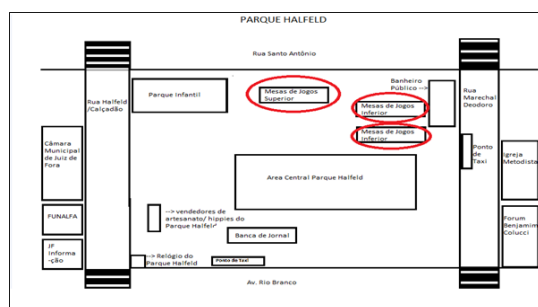 PARQUE HALFELD
Rua Santo Antônio
Rua Halfeld
/Calçadão
Parque Infantil
Mesas de Jogos
Superior
Banheiro
Público -->
Mesas de Jogos
Inferior
Mesas de Jogos
Inferior
Rua
Marechal
Deodoro
Câmara
Municipal
de Juiz de
Fora
Ponto
de
Taxi
Igreja
Metodista
Area Central Parque Halfeld
FUNALFA
--> vendedores de
artesanato/ hippies do
Parque Halfeld
Banca de Jornal
Forum
Benjamim
Colucci
JF
Informa
-ção
--> Relógio do
Parque Halfeld
Ponto de Taxi
Av. Rio Branco